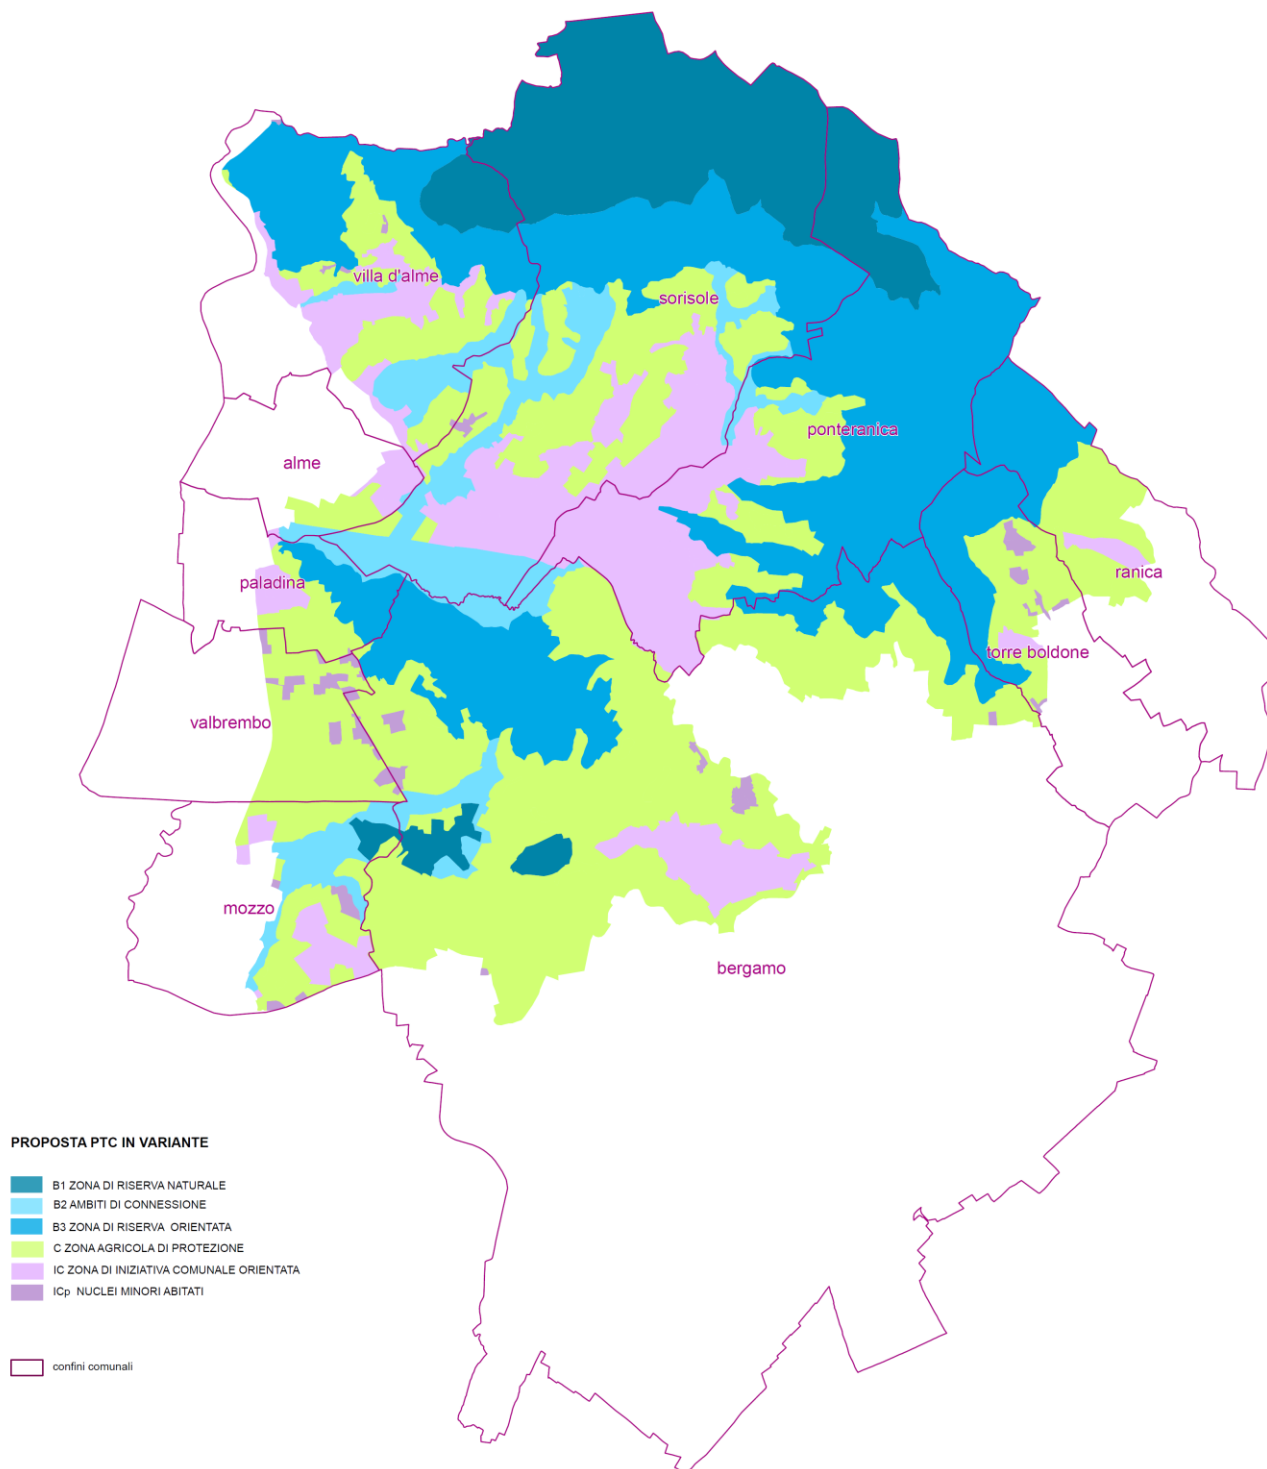 villa d'alme
sorisole
ponteranica
alme
paladina
ranica
torre boldone
valbrembo
mozzo
bergamo
PROPOSTA PTC IN VARIANTE
B1 ZONA DI RISERVA NATURALE
B2 AMBITI DI CONNESSIONE
B3 ZONA DI RISERVA ORIENTATA
C ZONA AGRICOLA DI PROTEZIONE
IC ZONA DI INIZIATIVA COMUNALE ORIENTATA
ICp NUCLEI MINORI ABITATI
confini comunali